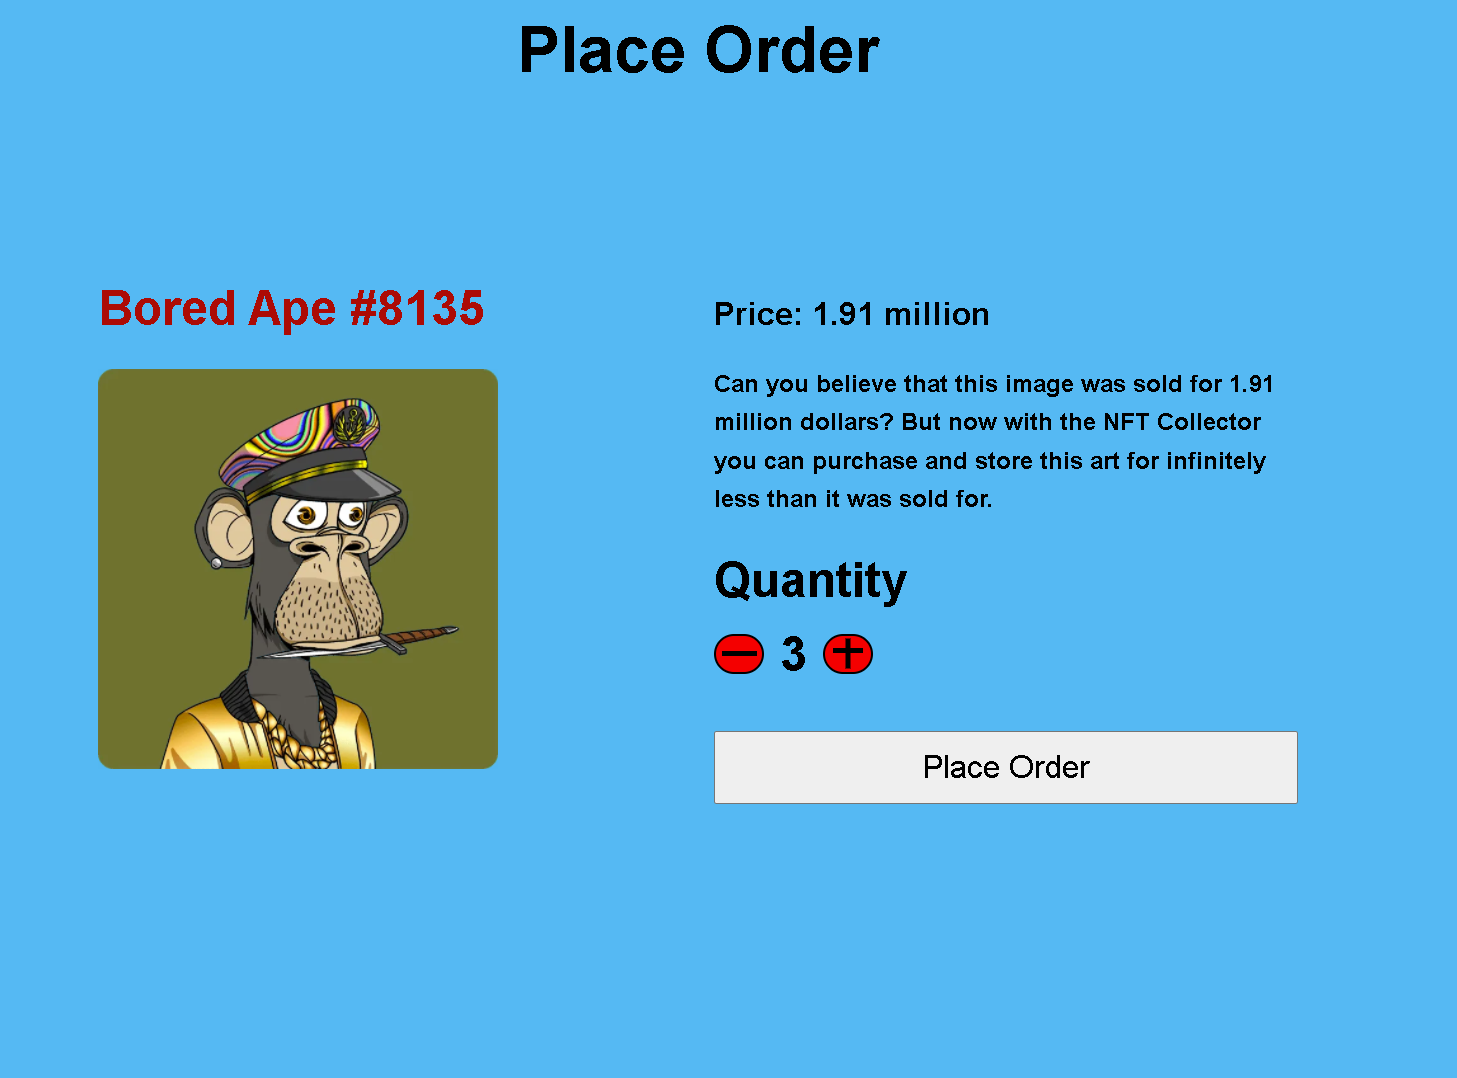 Place Order
Bored Ape #8135
Price: 1.91 million
Can you believe that this image was sold for 1.91
million dollars? But now with the NFT Collector
you can purchase and store this art for infinitely
less than it was sold for.
Quantity
3
Place Order